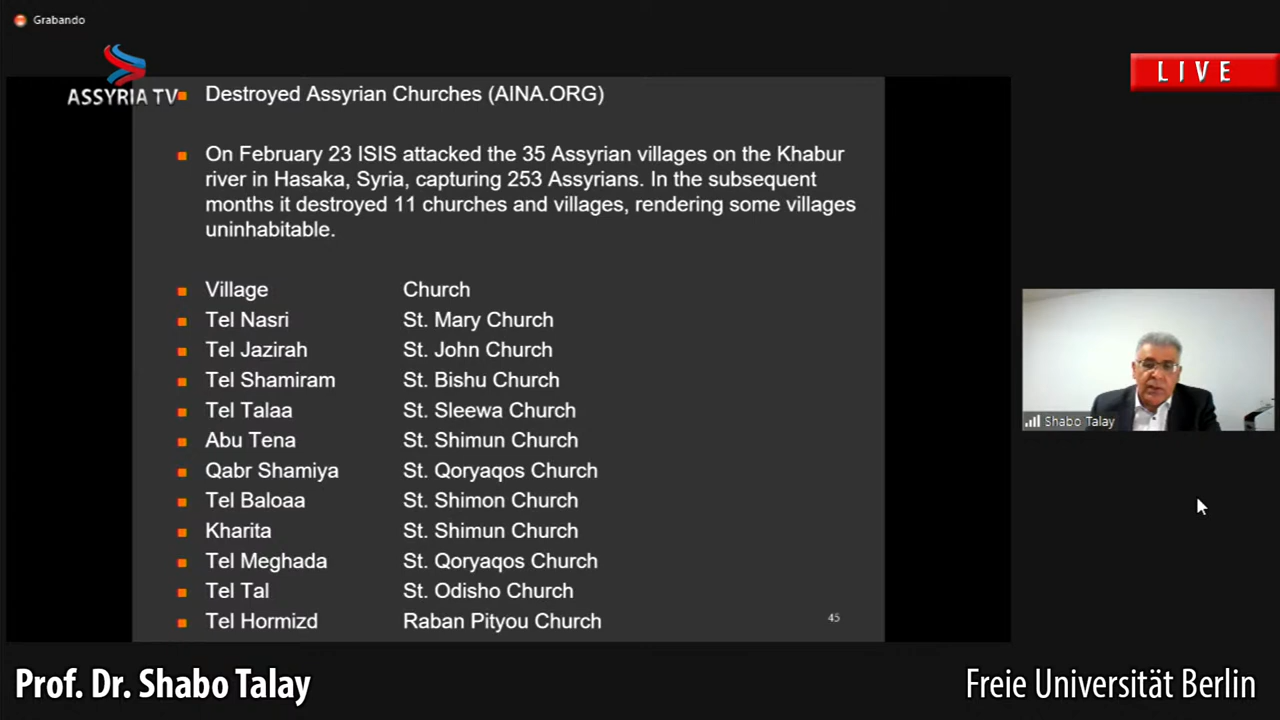 Grabando
ASSYRIA TV
LIVE
Destroyed Assyrian Churches (AINA.ORG)
On February 23 ISIS attacked the 35 Assyrian villages on the Khabur
river in Hasaka, Syria, capturing 253 Assyrians. In the subsequent
months it destroyed 11 churches and villages, rendering some villages
uninhabitable.
Village Church
Tel Nasri St. Mary Church
Tel Jazirah St. John Church
Tel Shamiram St. Bishu Church
Tel Talaa St. Sleewa Church
Abu Tena St. Shimun Church
Qabr Shamiya St. Qoryaqos Church
Tel Baloaa St. Shimon Church
Kharita St. Shimun Church
Tel Meghada St. Qoryaqos Church
Tel Tal St. Odisho Church
Tel Hormizd Raban Pityou Church
45
Shabo Talay
Prof. Dr. Shabo Talay
Freie Universität Berlin